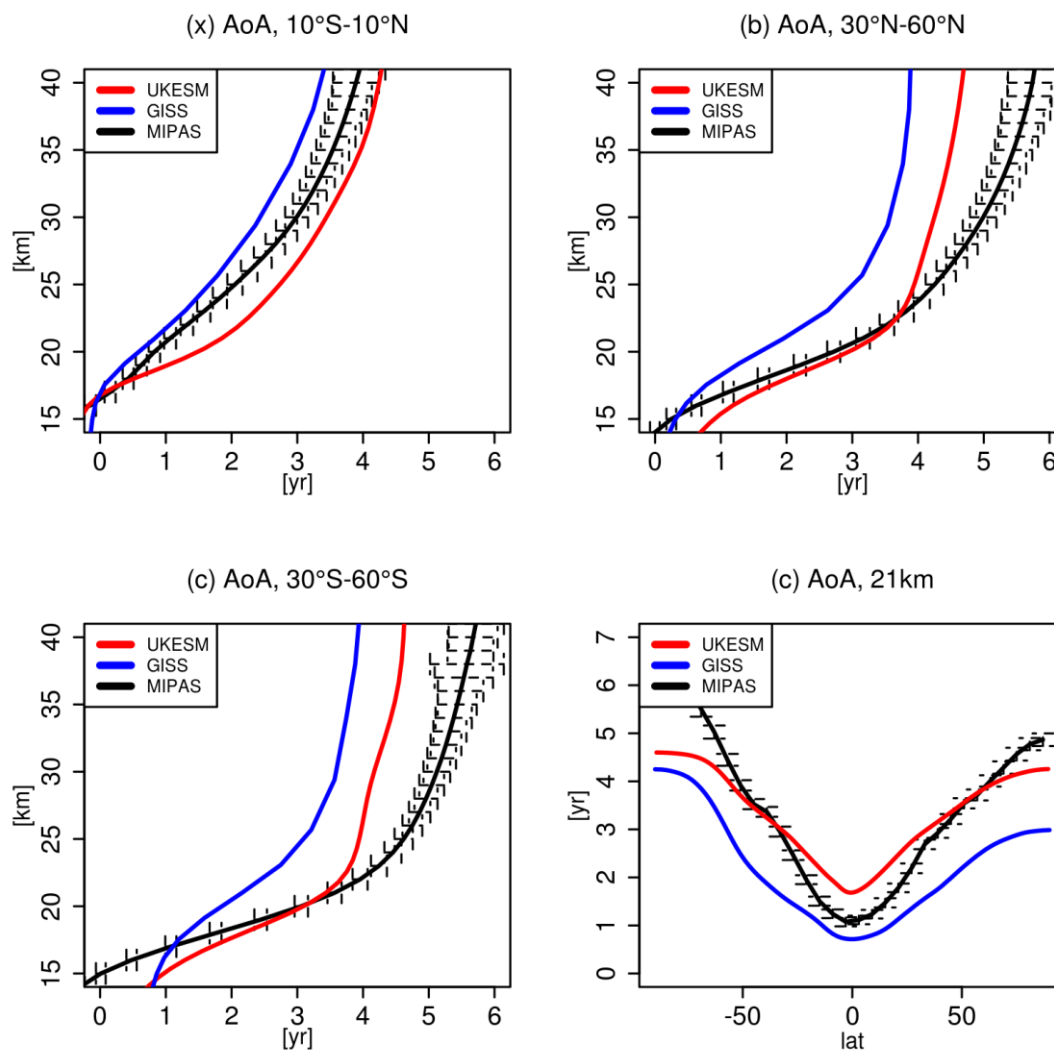 (x) AoA, 10°S-10°N
UKESM
GISS
MIPAS
40
35
30
25
20
15
[km]
0 1 2 3 4 5 6
[yr]
(b) AoA, 30°N-60°N
UKESM
GISS
MIPAS
40
35
30
25
20
15
[km]
0 1 2 3 4 5 6
[yr]
(c) AoA, 30°S-60°S
UKESM
GISS
MIPAS
40
35
30
25
20
15
[km]
0 1 2 3 4 5 6
[yr]
(c) AoA, 21km
UKESM
GISS
MIPAS
7
6
5
4
3
2
1
0
[yr]
-50 0 50
lat